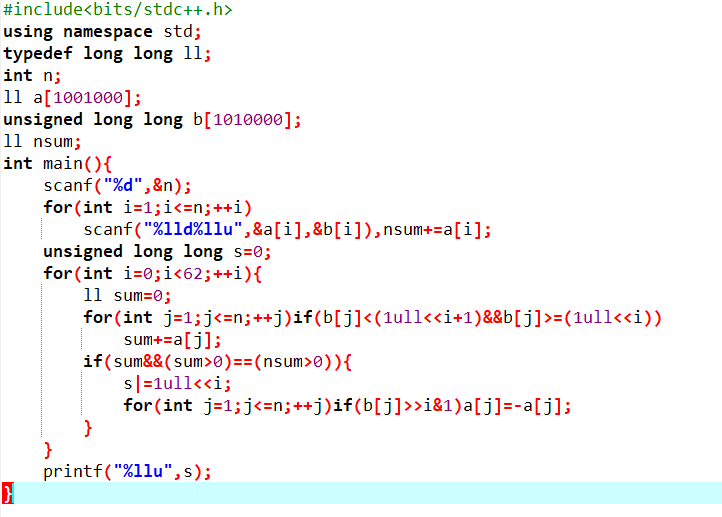 #include<bits/stdc++.h>
using namespace std;
typedef long long ll;
int n;
ll a[1001000];
unsigned long long b[1010000];
ll nsum;
int main(){
    scanf("%d",&n);
    for(int i=1;i<=n;++i)
        scanf("%lld%llu",&a[i],&b[i]),nsum+=a[i];
    unsigned long long s=0;
    for(int i=0;i<62;++i){
        ll sum=0;
        for(int j=1;j<=n;++j)if(b[j]<(1ull<<i+1)&&b[j]>=(1ull<<i))
            sum+=a[j];
        if(sum&&(sum>0)==(nsum>0)){
            s|=1ull<<i;
            for(int j=1;j<=n;++j)if(b[j]>>i&1)a[j]=-a[j];
        }
    }
    printf("%llu",s);
}